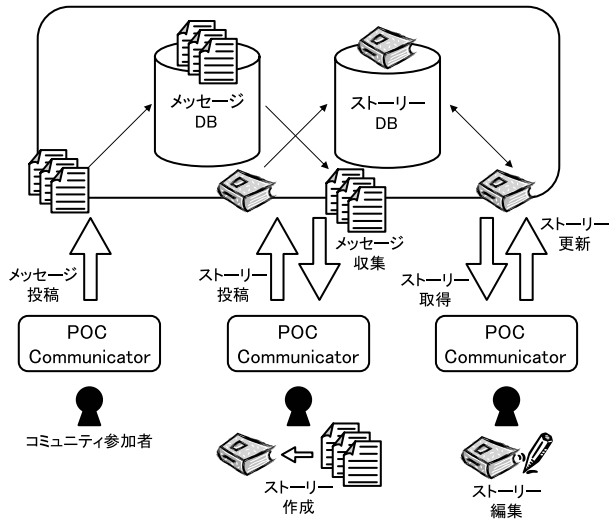 メッセージ
DB
ストーリー
DB
メッセージ
投稿
ストーリー
投稿
メッセージ
収集
ストーリー
取得
ストーリー
更新
POC
Communicator
POC
Communicator
POC
Communicator
コミュニティ参加者
ストーリー
作成
ストーリー
編集